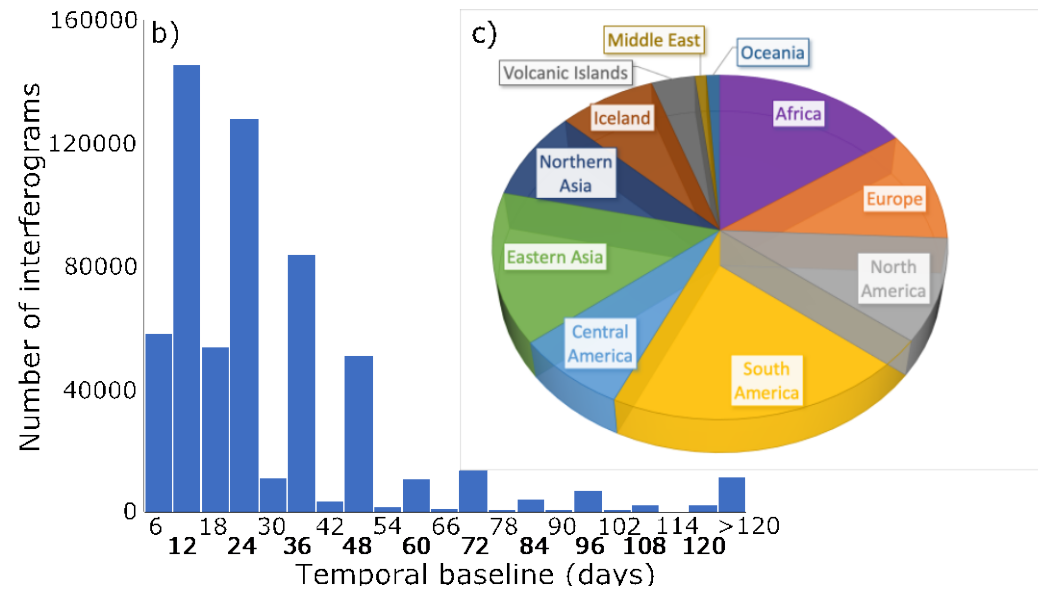 160000
120000
80000
40000
0
Number of interferograms
b)
c)
Middle East
Oceania
Volcanic Islands
Africa
Iceland
Northern
Asia
Europe
Eastern Asia
North
America
Central
America
South
America
6 18 30 42 54 66 78 90 102 114 >120
12 24 36 48 60 72 84 96 108 120
Temporal baseline (days)